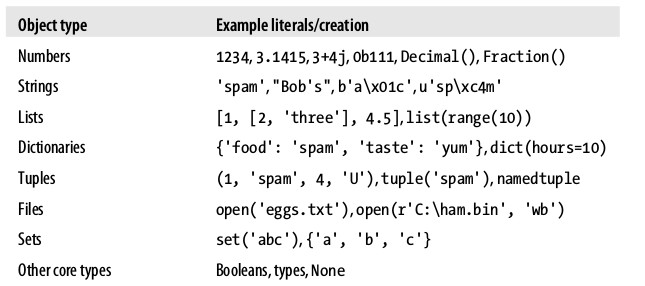 Object type Example literals/creation
Numbers 1234, 3.1415, 3+4j, 0b111, Decimal(), Fraction()
Strings 'spam', "Bob's", b'a\x01c', u'sp\xc4m'
Lists [1, [2, 'three'], 4.5], list(range(10))
Dictionaries {'food': 'spam', 'taste': 'yum'}, dict(hours=10)
Tuples (1, 'spam', 4, 'U'), tuple('spam'), namedtuple
Files open('eggs.txt'), open(r'C:\ham.bin', 'wb')
Sets set('abc'), {'a', 'b', 'c'}
Other core types Booleans, types, None